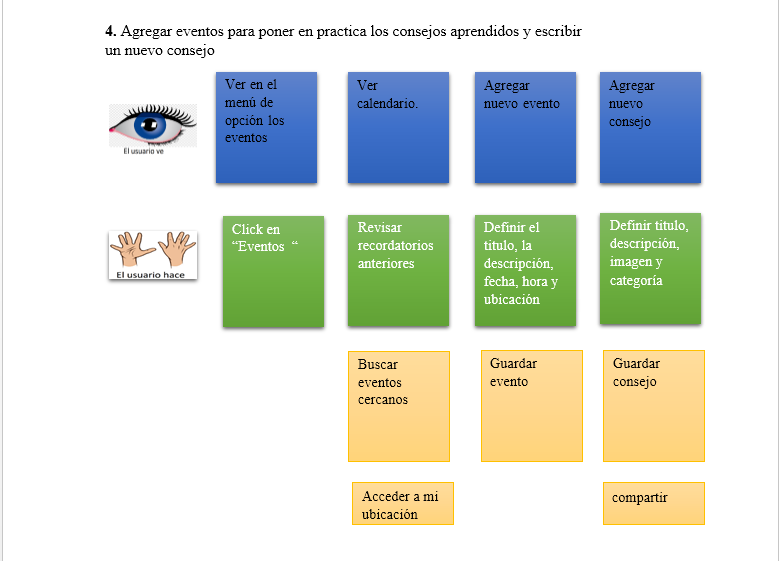 4. Agregar eventos para poner en practica los consejos aprendidos y escribir
un nuevo consejo
Ver en el
menú de
opción los
eventos
Ver
calendario.
Agregar
nuevo evento
Agregar
nuevo
consejo
El usuario ve
Click en
“Eventos “
Revisar
recordatorios
anteriores
Definir el
titulo, la
descripción,
fecha, hora y
ubicación
Definir titulo,
descripción,
imagen y
categoría
El usuario hace
Buscar
eventos
cercanos
Guardar
evento
Guardar
consejo
Acceder a mi
ubicación
compartir